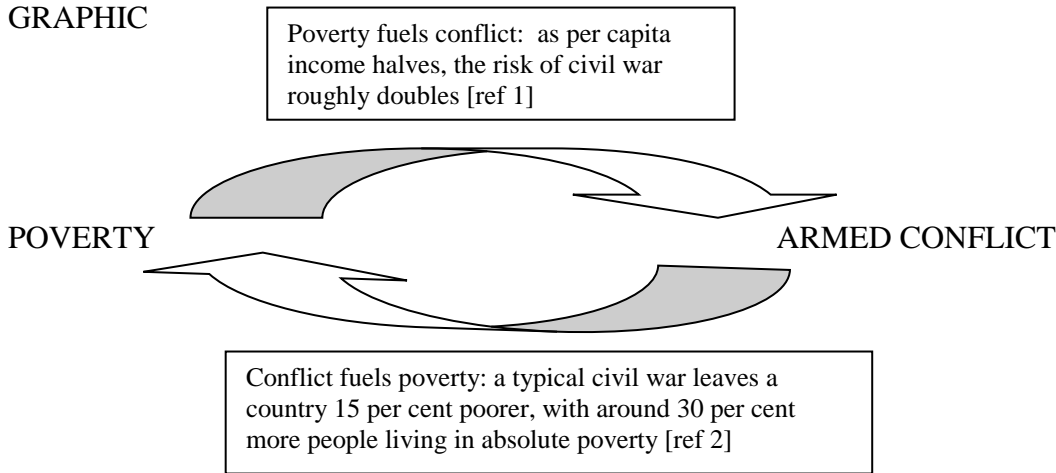 GRAPHIC
Poverty fuels conflict: as per capita
income halves, the risk of civil war
roughly doubles [ref 1]
POVERTY
ARMED CONFLICT
Conflict fuels poverty: a typical civil war leaves a
country 15 per cent poorer, with around 30 per cent
more people living in absolute poverty [ref 2]